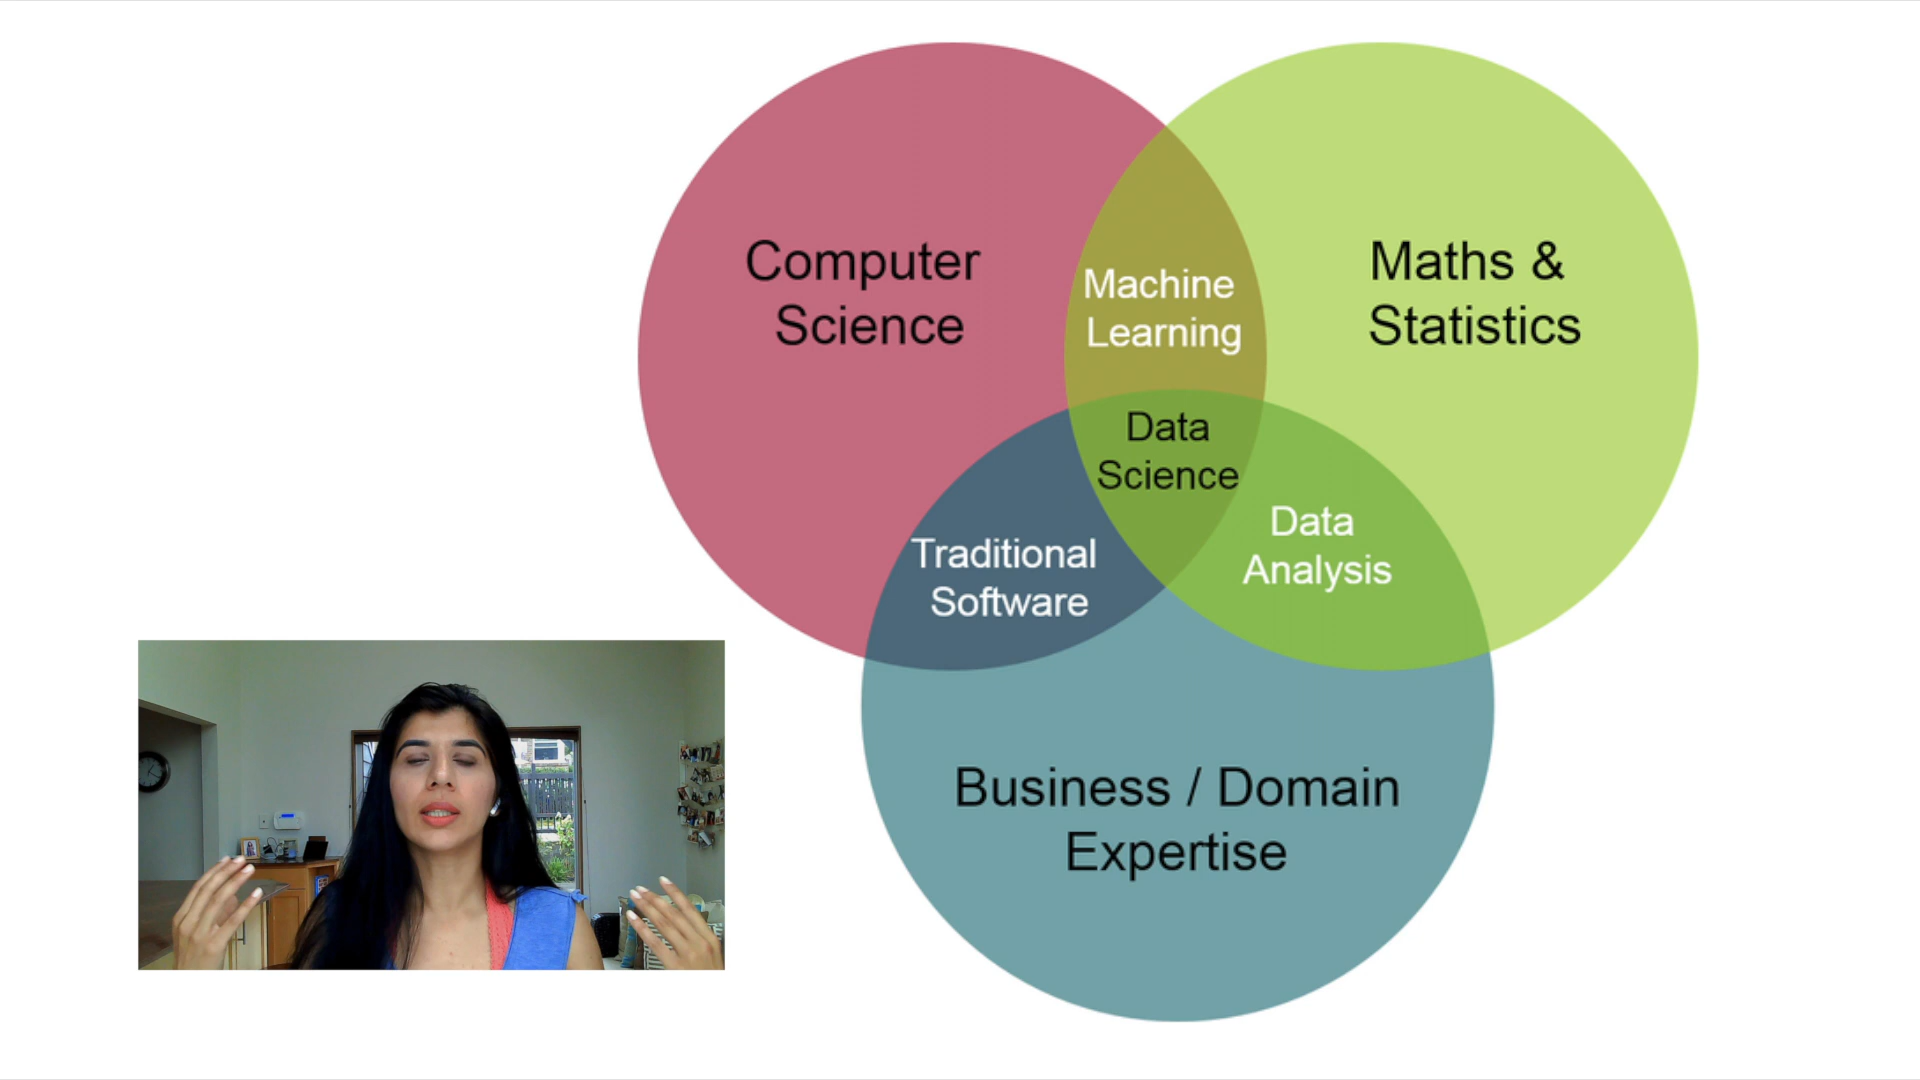 Computer
Science
Maths &
Statistics
Machine
Learning
Data
Science
Data
Analysis
Traditional
Software
Business / Domain
Expertise